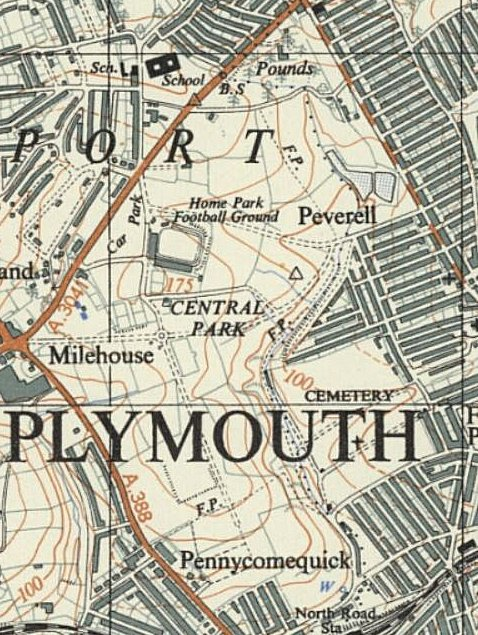 Sch.
School
Pounds
B.S
PORT
F.P.
Home Park
Football Ground
Peverell
Car Park
and
175
A 3041
CENTRAL
PARK
F.P.
Milehouse
100
CEMETERY
PLYMOUTH
P
A 388
F.P.
Pennycomequick
100
W
North Road
Sta